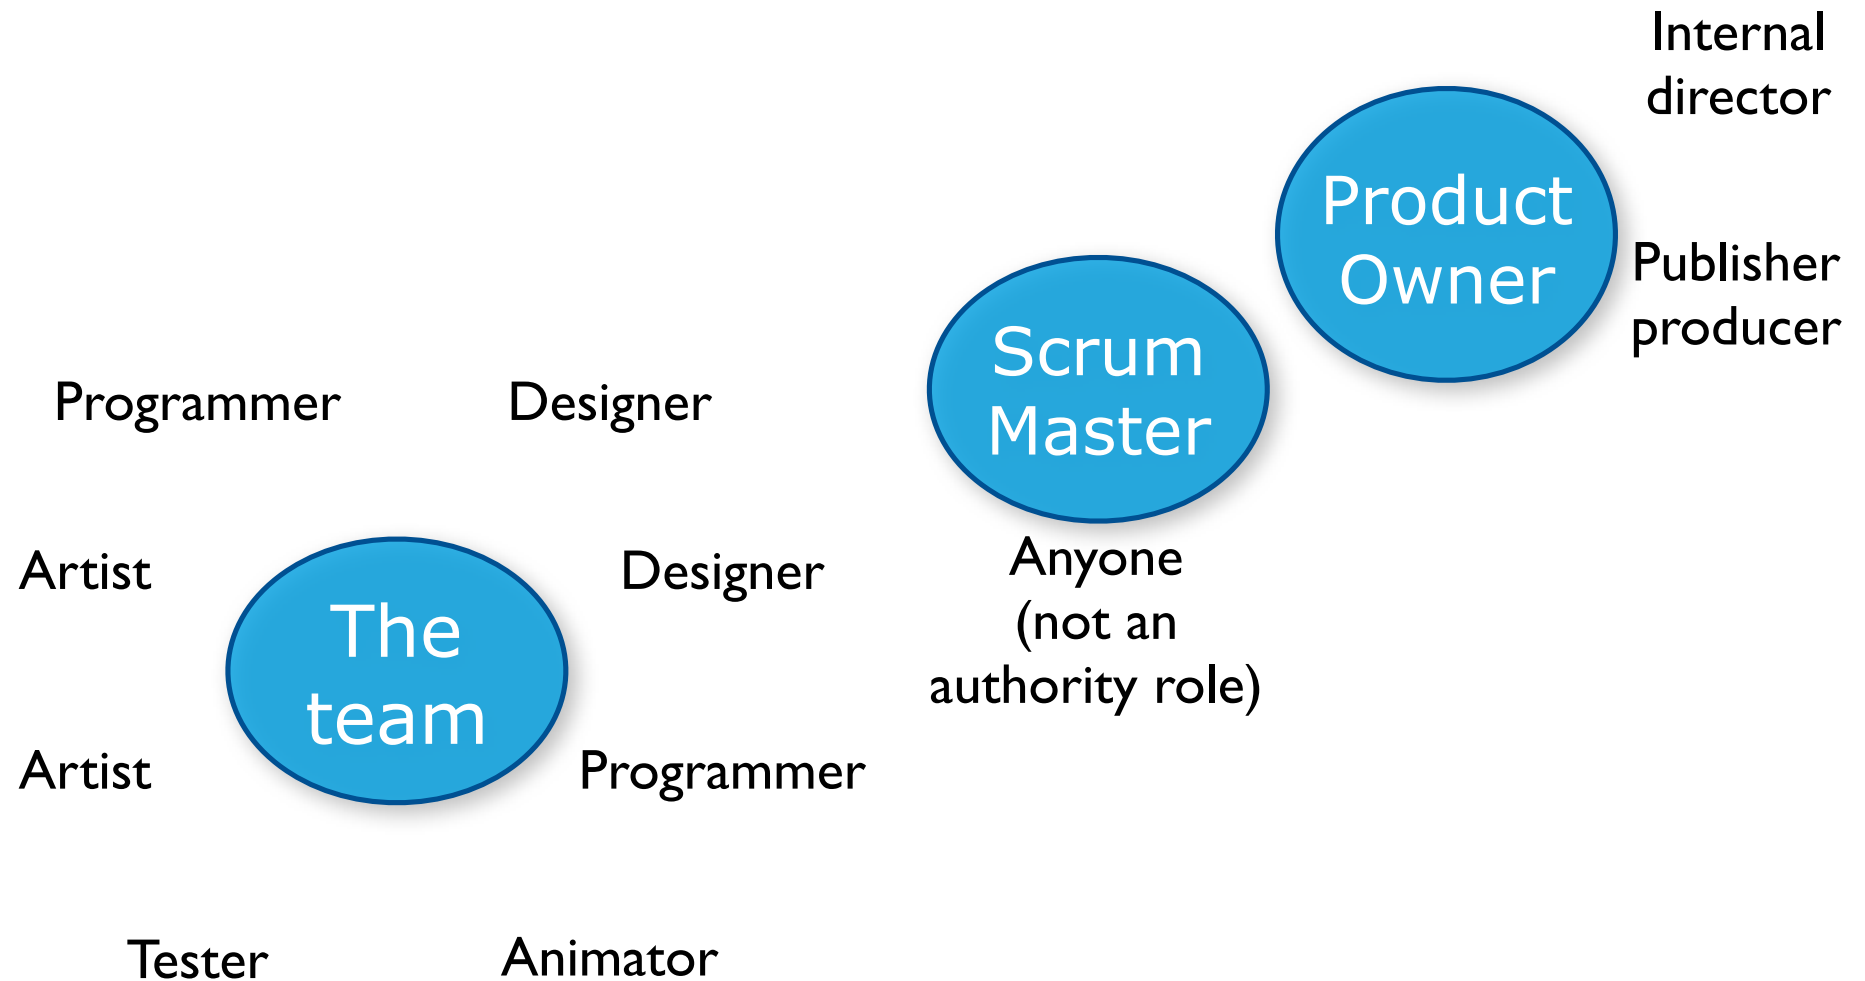 Internal
director
Product
Owner
Publisher
producer
Scrum
Master
Anyone
(not an
authority role)
Programmer
Designer
Artist
Designer
The
team
Artist
Programmer
Tester
Animator